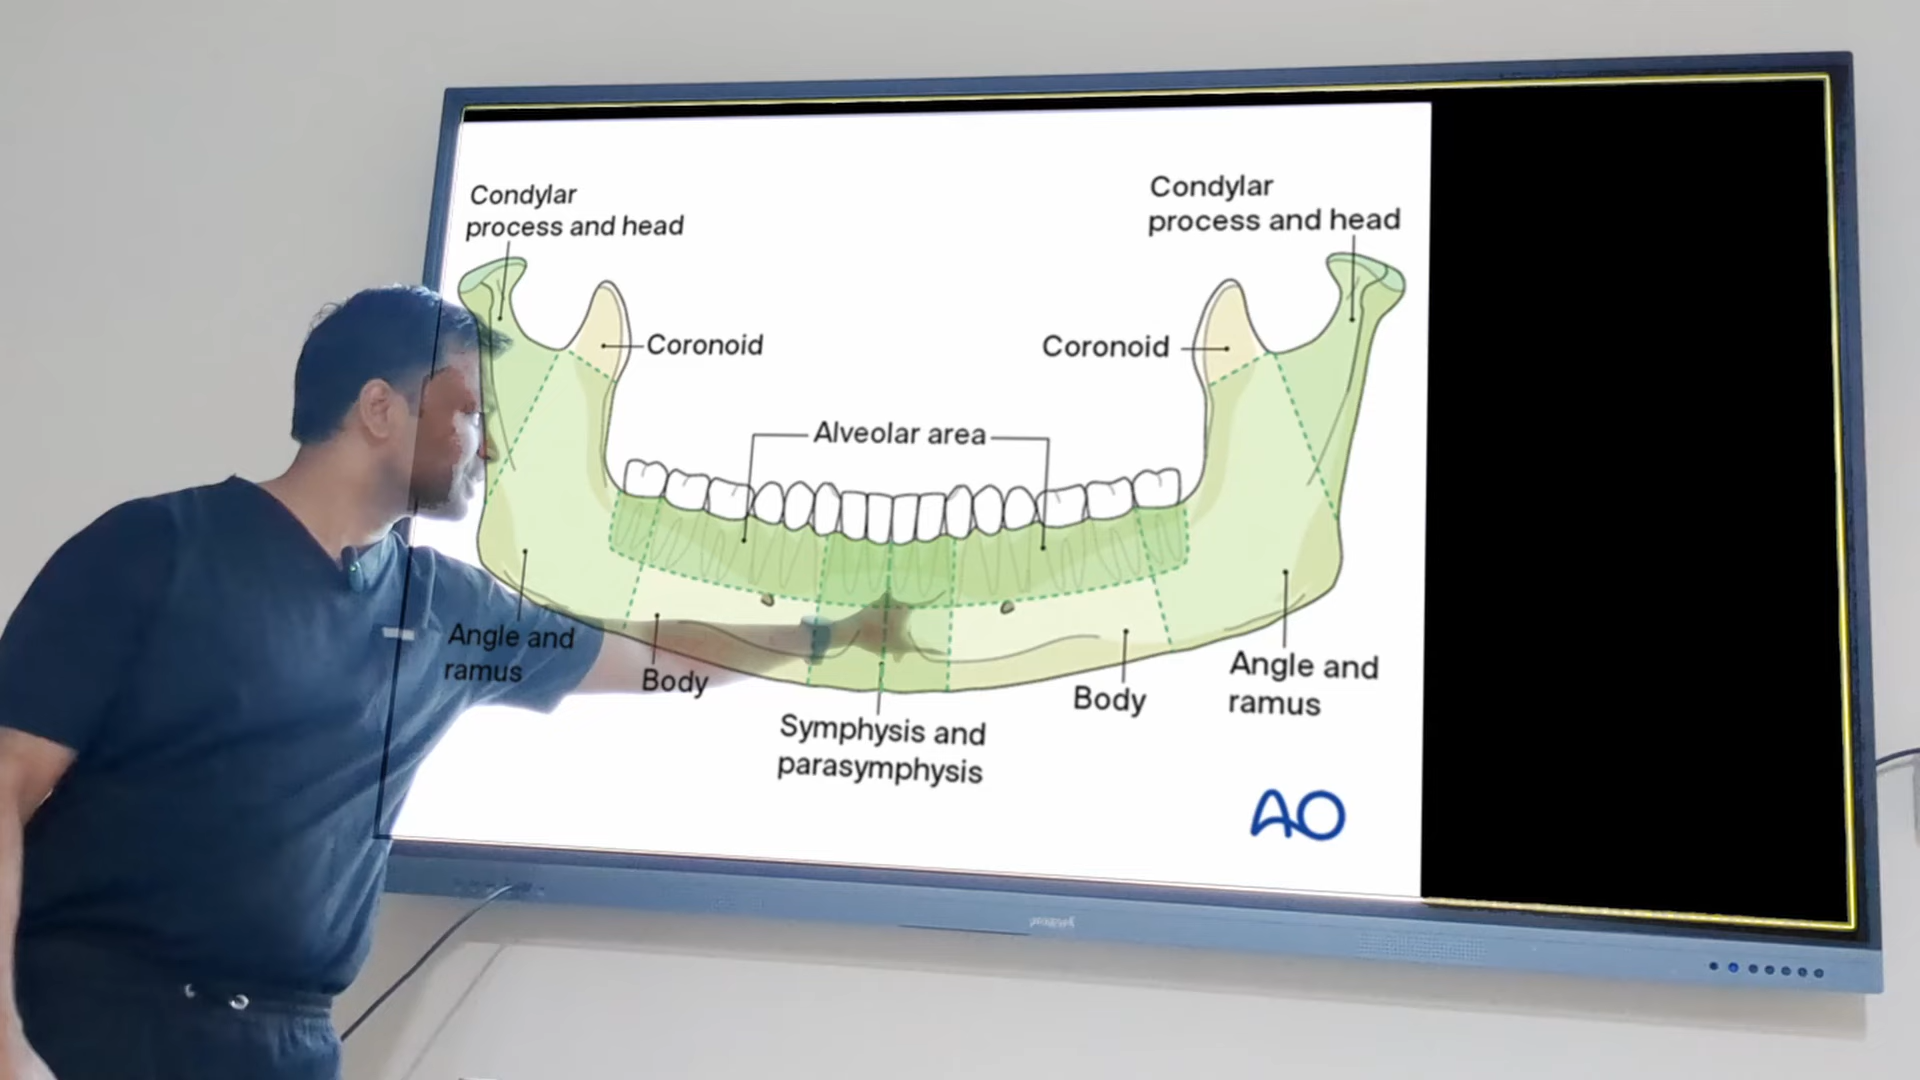 Condylar
process and head
Condylar
process and head
Coronoid
Coronoid
Alveolar area
Angle and
ramus
Body
Symphysis and
parasymphysis
Body
Angle and
ramus
AO